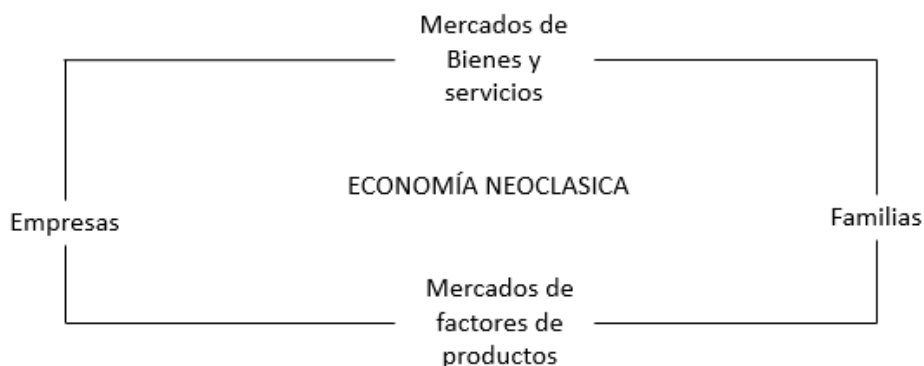 Mercados de
Bienes y
servicios
ECONOMÍA NEOCLASICA
Empresas
Familias
Mercados de
factores de
productos